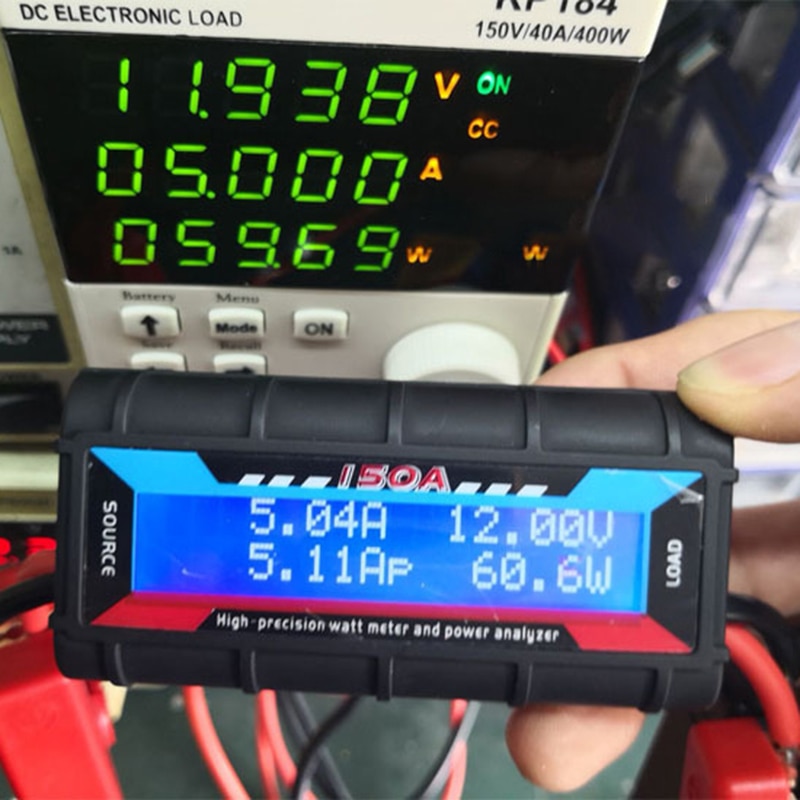 DC ELECTRONIC LOAD
KP184
150V/40A/400W
11.938 V ON
CC
05.000 A
059.69 W W
Battery Menu
Mode ON
Recall
150A
SOURCE
5.04A 12.00V
5.11Ap 60.6W
LOAD
High-precision watt meter and power analyzer